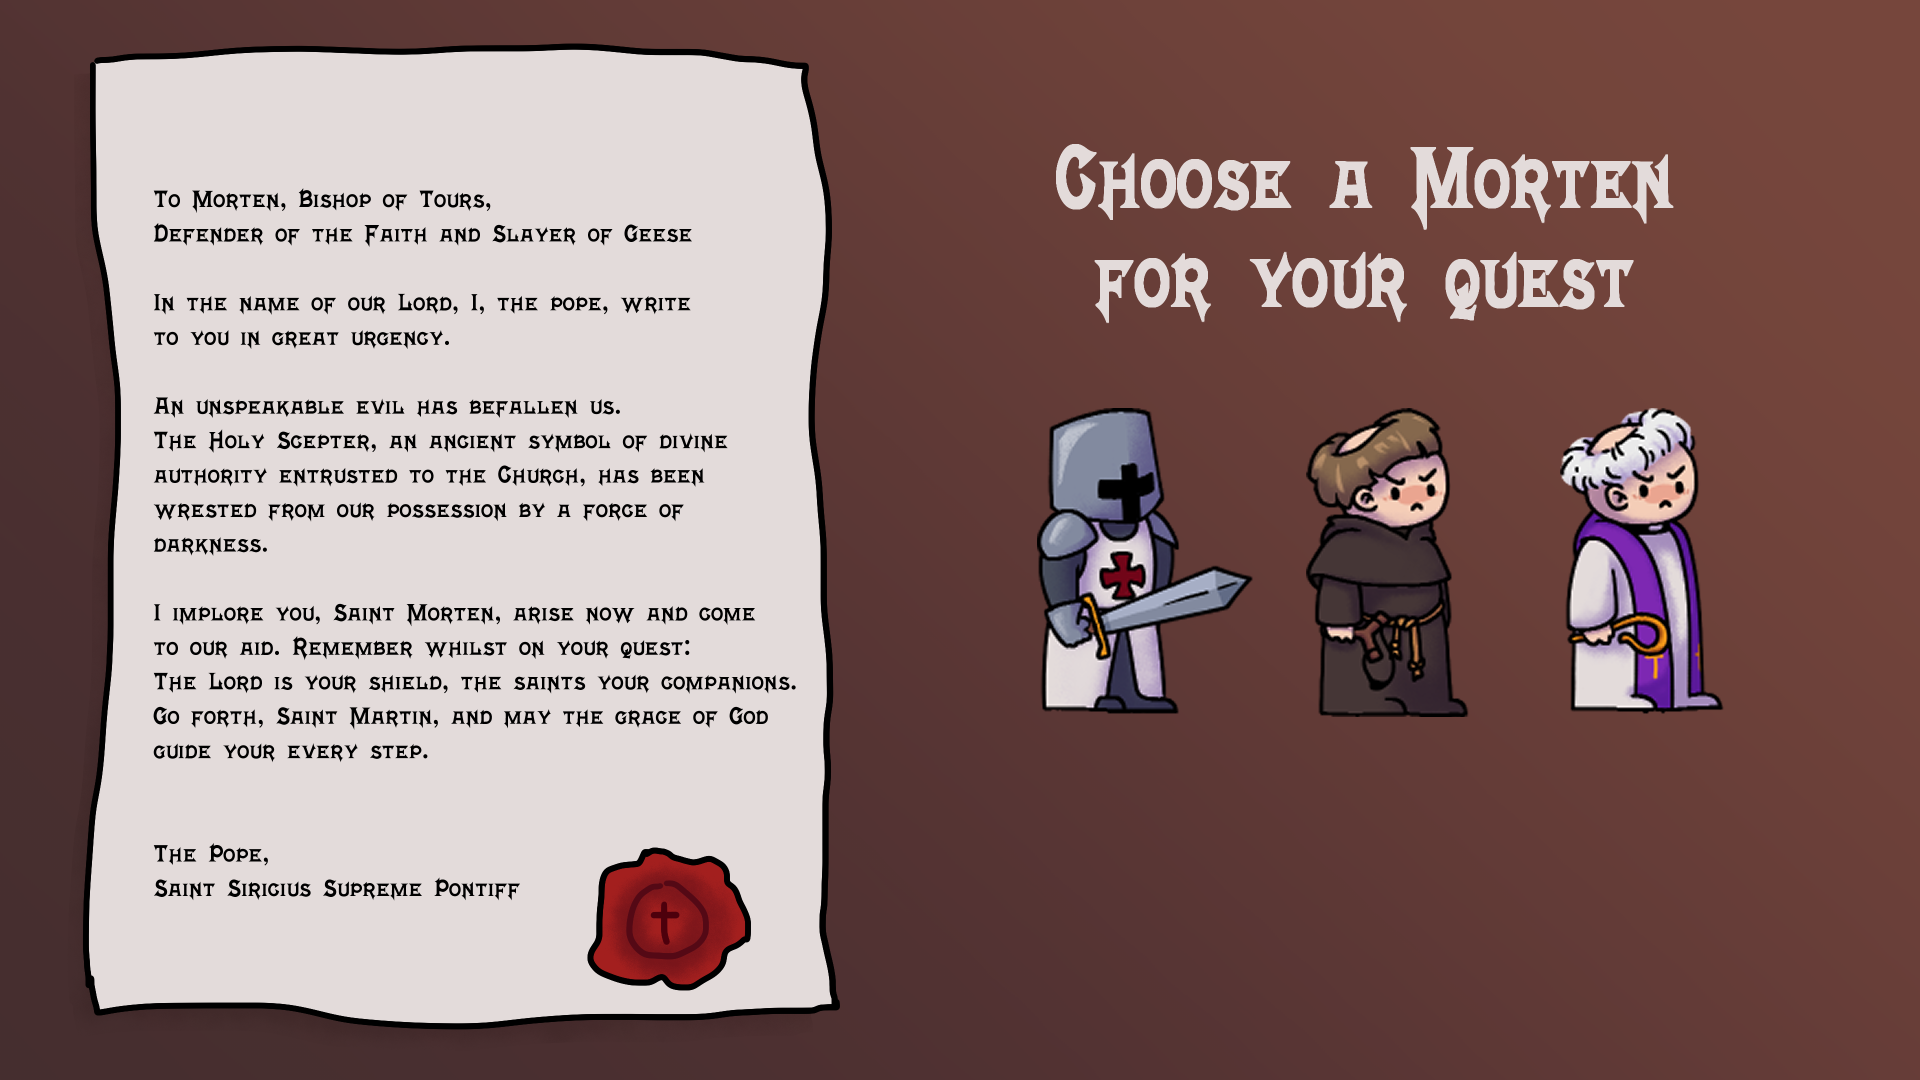 To Morten, Bishop of Tours,
Defender of the Faith and Slayer of Geese
In the name of our Lord, I, the pope, write
to you in great urgency.
An unspeakable evil has befallen us.
The Holy Scepter, an ancient symbol of divine
authority entrusted to the Church, has been
wrested from our possession by a force of
darkness.
I implore you, Saint Morten, arise now and come
to our aid. Remember whilst on your quest:
The Lord is your shield, the saints your companions.
Go forth, Saint Martin, and may the grace of God
guide your every step.
The Pope,
Saint Siricius Supreme Pontiff
Choose a Morten
for your quest